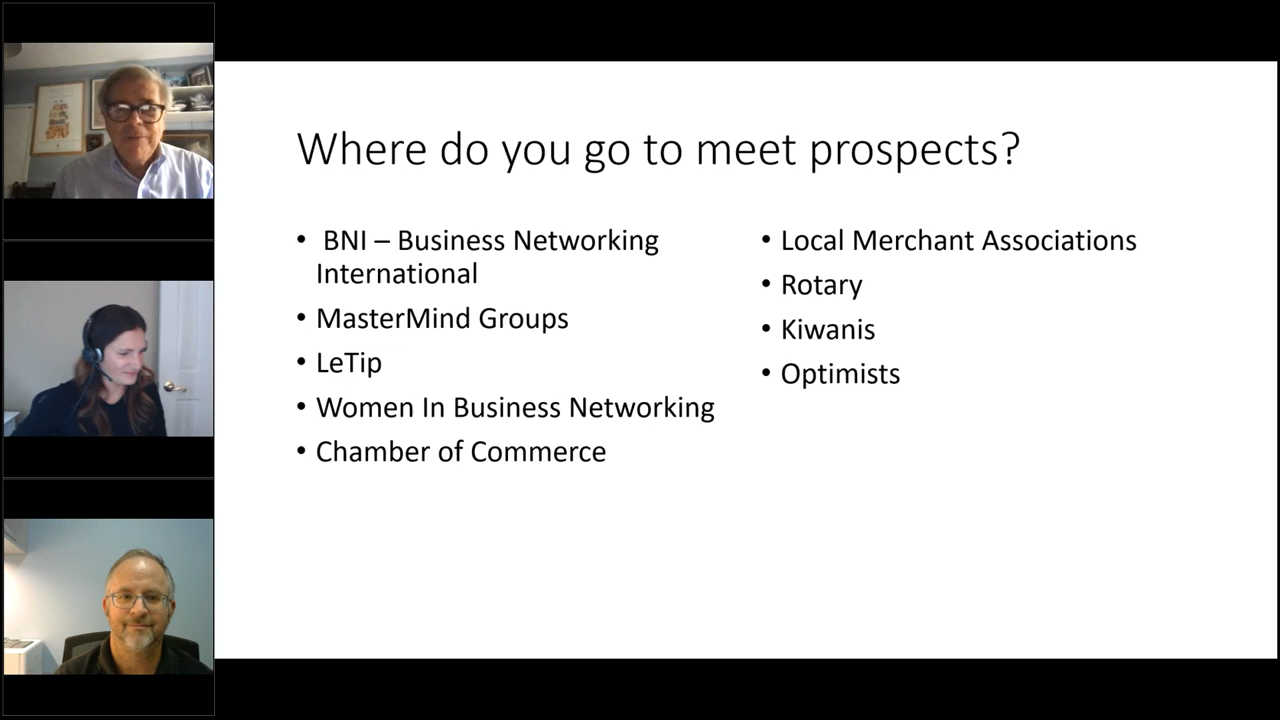 Where do you go to meet prospects?
• BNI – Business Networking
International
• MasterMind Groups
• LeTip
• Women In Business Networking
• Chamber of Commerce
• Local Merchant Associations
• Rotary
• Kiwanis
• Optimists